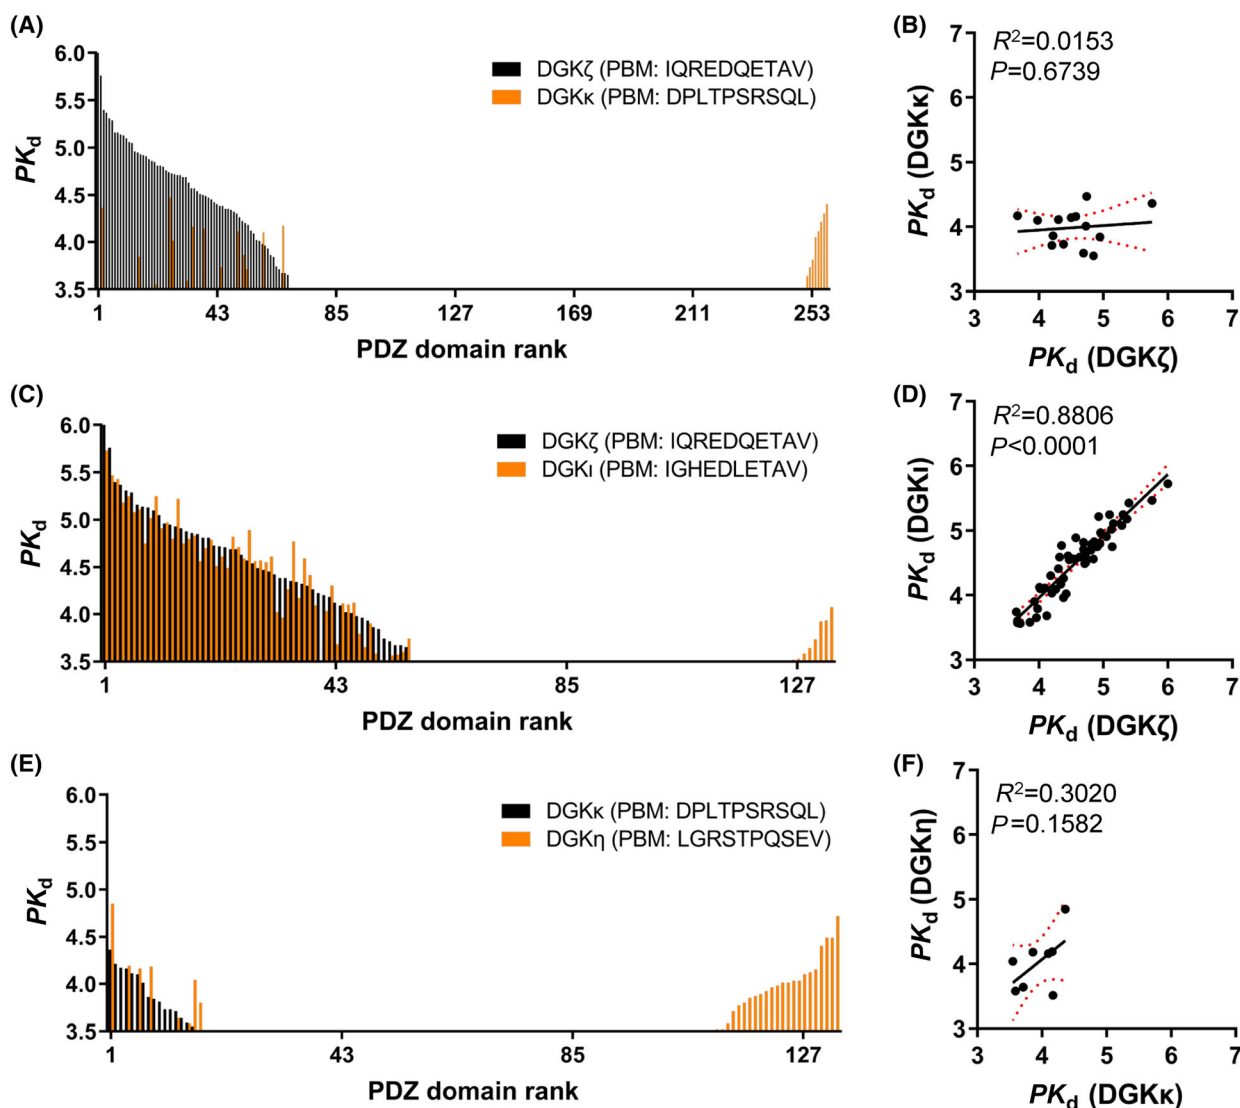 (A)
6.0
5.5
5.0
4.5
4.0
3.5
PKd
DGKζ (PBM: IQREDQETAV)
DGKκ (PBM: DPLTPSRSQL)
1 43 85 127 169 211 253
PDZ domain rank
(B)
R²=0.0153
P=0.6739
7
6
5
4
3
PKd (DGKκ)
3 4 5 6 7
PKd (DGKζ)
(C)
6.0
5.5
5.0
4.5
4.0
3.5
PKd
DGKζ (PBM: IQREDQETAV)
DGKι (PBM: IGHEDLETAV)
1 43 85 127
PDZ domain rank
(D)
R²=0.8806
P<0.0001
7
6
5
4
3
PKd (DGKι)
3 4 5 6 7
PKd (DGKζ)
(E)
6.0
5.5
5.0
4.5
4.0
3.5
PKd
DGKκ (PBM: DPLTPSRSQL)
DGKη (PBM: LGRSTPQSEV)
1 43 85 127
PDZ domain rank
(F)
R²=0.3020
P=0.1582
7
6
5
4
3
PKd (DGKη)
3 4 5 6 7
PKd (DGKκ)